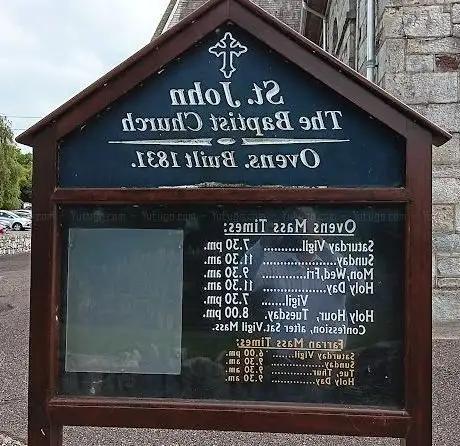 St. John
The Baptist Church
Ovens. Built 1831.
Ovens Mass Times:
Saturday Vigil.......... 7.30 pm.
Sunday..................... 11.30 am
Mon,Wed,Fri............. 9.30 am
Holy Day.................. 11.30 am.
Vigil............ 7.30 pm.
Holy Hour, Tuesday. 8.00 pm.
Confession, after Sat Vigil Mass.
Farran Mass Times:
Saturday Vigil........ 6.00 pm
Sunday.................. 9.30 am
Tue, Thur............. 9.30 am
Holy Day............. 9.30 am.